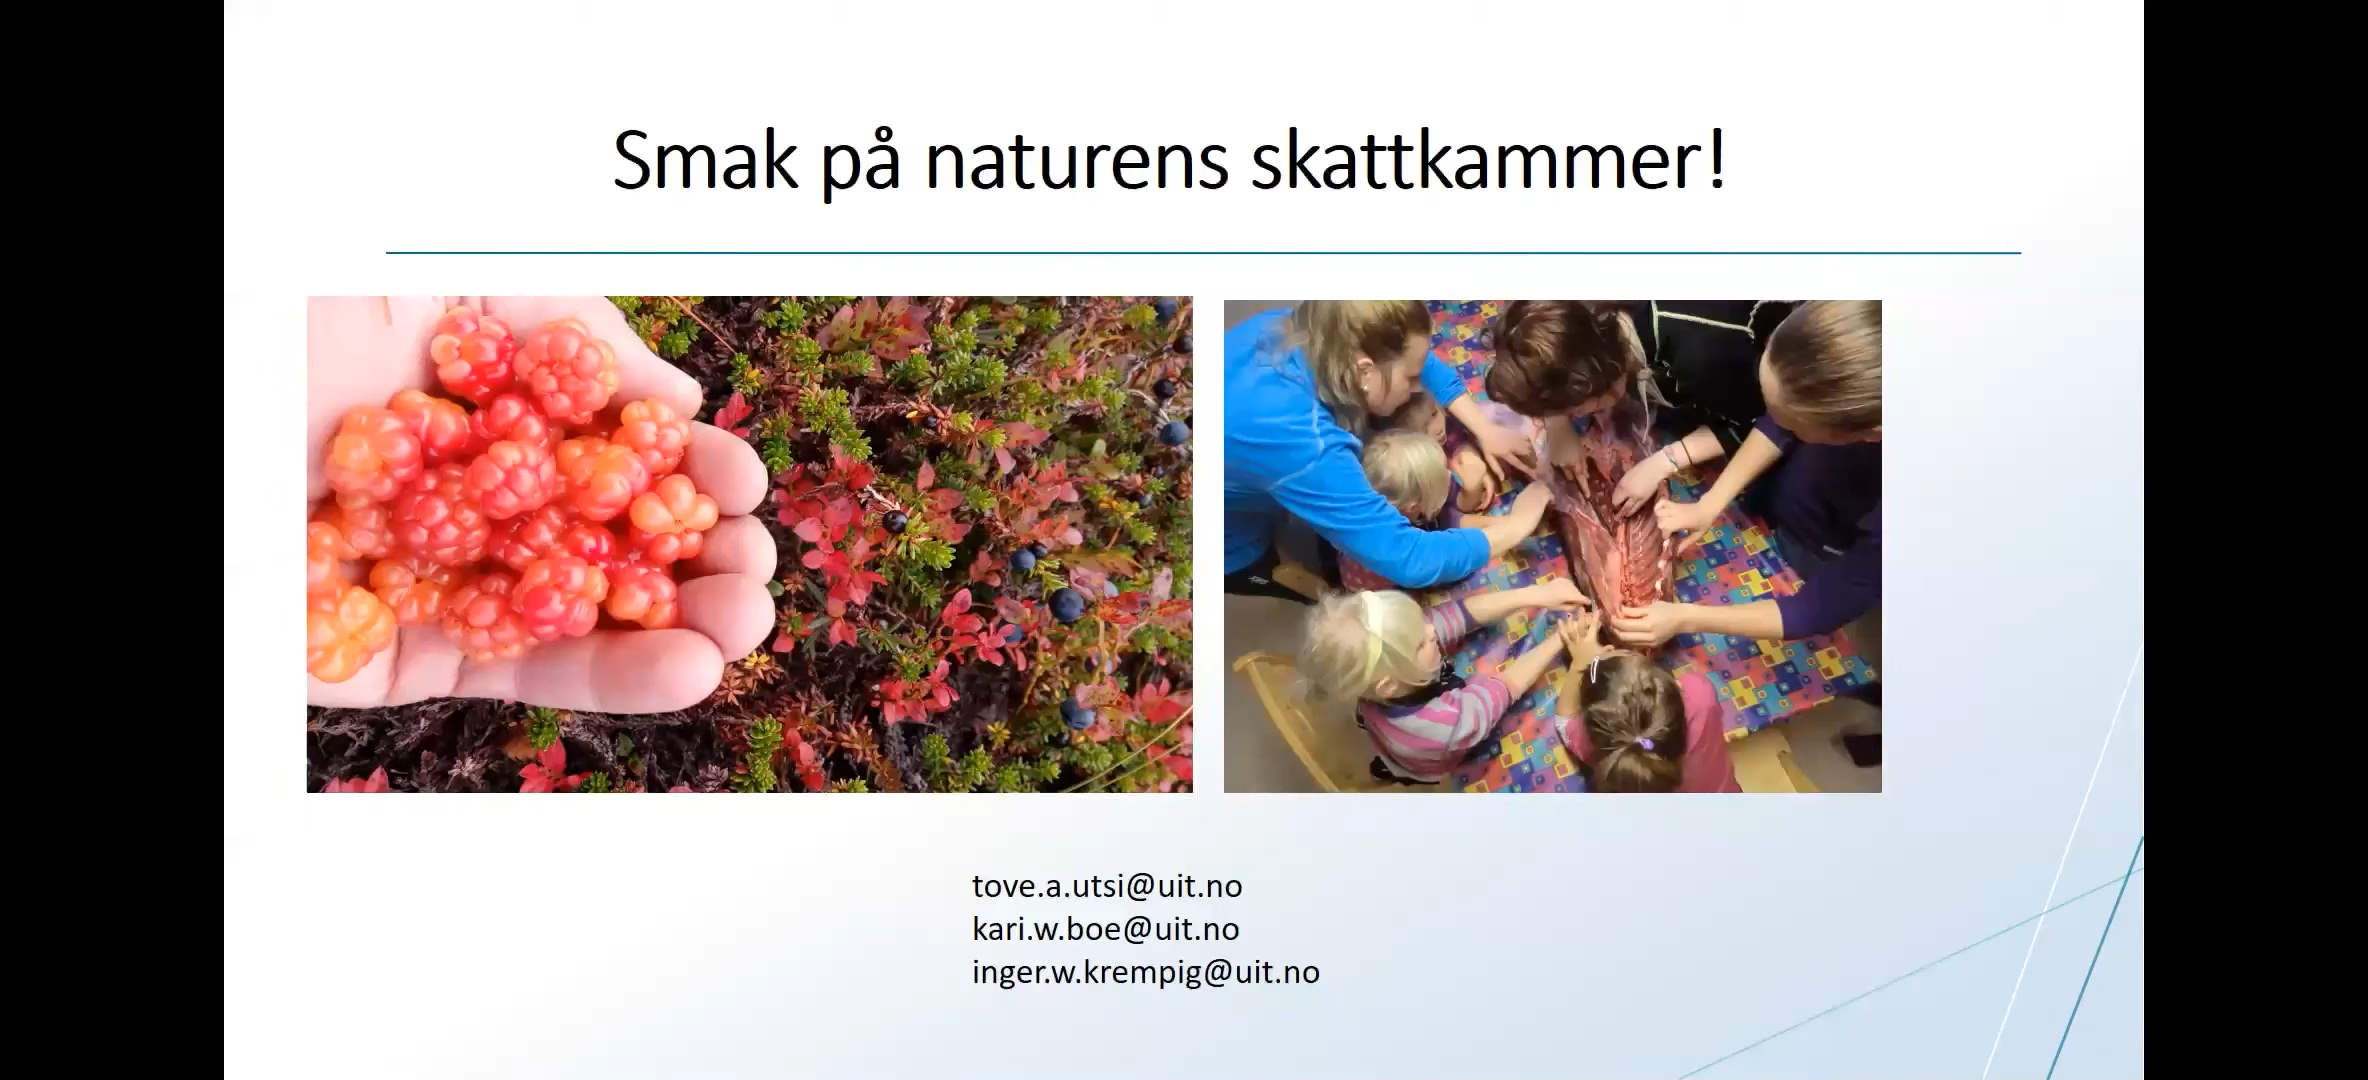 Smak på naturens skattkammer!
tove.a.utsi@uit.no
kari.w.boe@uit.no
inger.w.krempig@uit.no